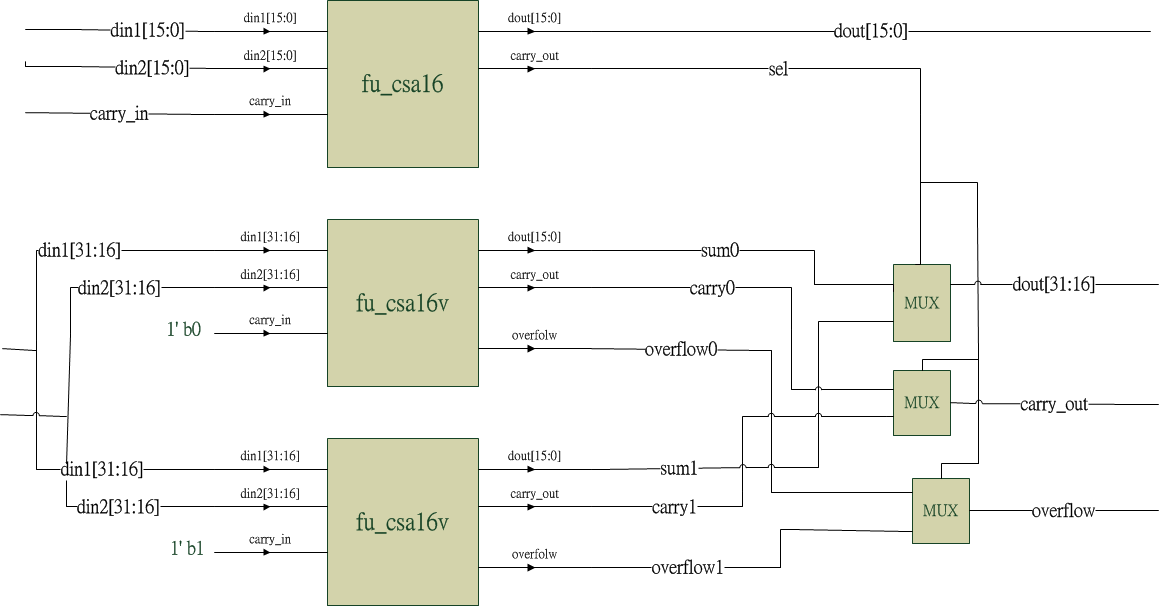 din1[15:0] din1[15:0] dout[15:0] dout[15:0]
din2[15:0] din2[15:0] fu_csa16 carry_out sel
carry_in carry_in
din1[31:16] din1[31:16] dout[15:0] sum0
din2[31:16] din2[31:16] carry_out carry0 dout[31:16]
1' b0 carry_in fu_csa16v MUX
overfolw overflow0
MUX carry_out
din1[31:16] din1[31:16] dout[15:0] sum1
din2[31:16] din2[31:16] carry_out carry1 MUX overflow
fu_csa16v
1' b1 carry_in overfolw overflow1